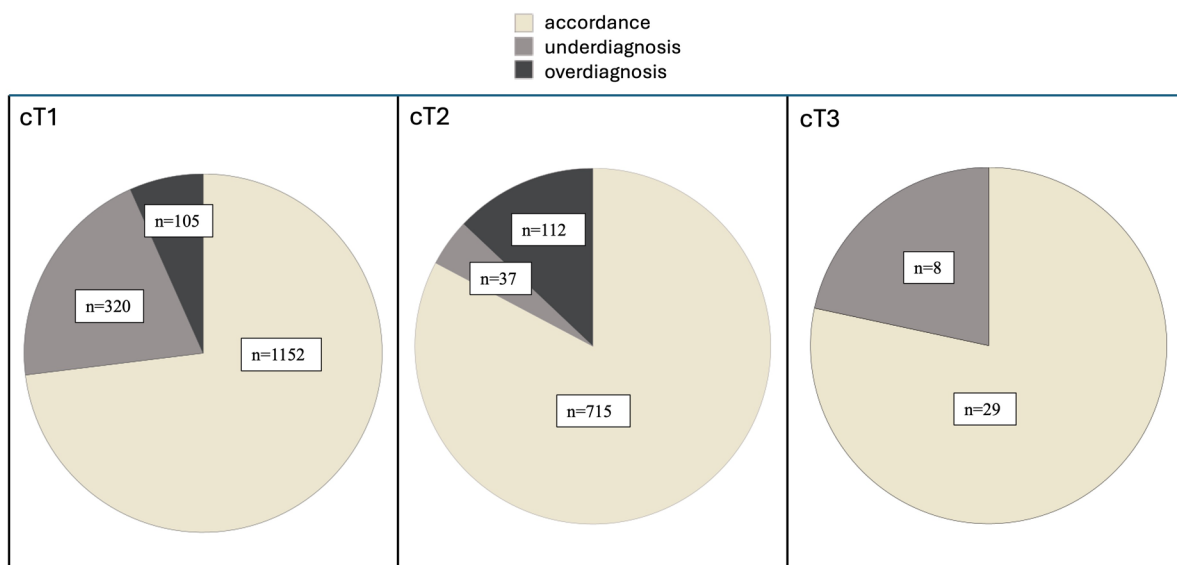 accordance
underdiagnosis
overdiagnosis
cT1
n=105
n=320
n=1152
cT2
n=112
n=37
n=715
cT3
n=8
n=29